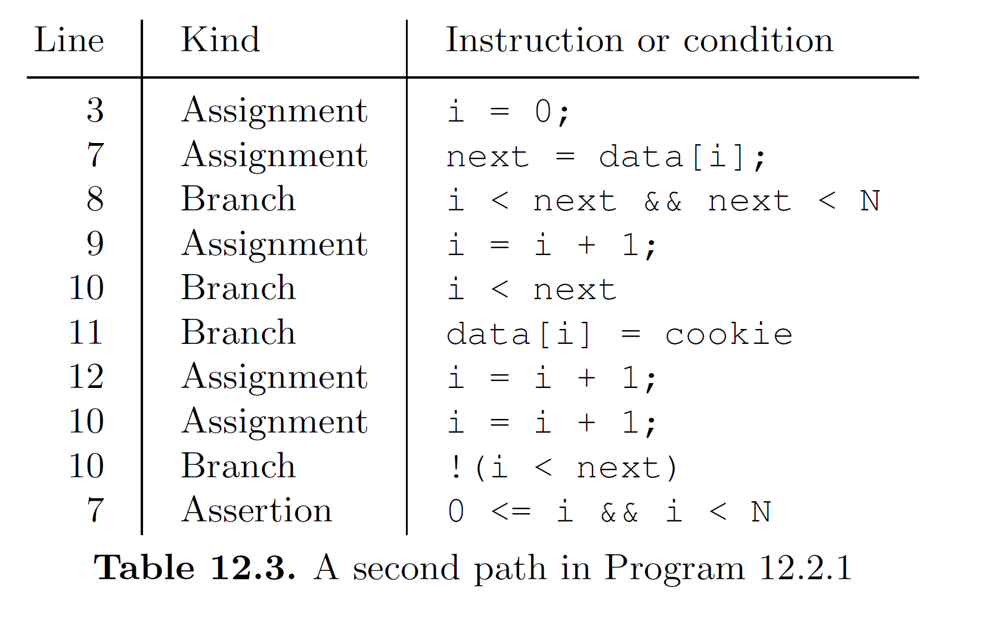 Line Kind Instruction or condition
3 Assignment i = 0;
7 Assignment next = data[i];
8 Branch i < next && next < N
9 Assignment i = i + 1;
10 Branch i < next
11 Branch data[i] = cookie
12 Assignment i = i + 1;
10 Assignment i = i + 1;
10 Branch !(i < next)
7 Assertion 0 <= i && i < N
Table 12.3. A second path in Program 12.2.1